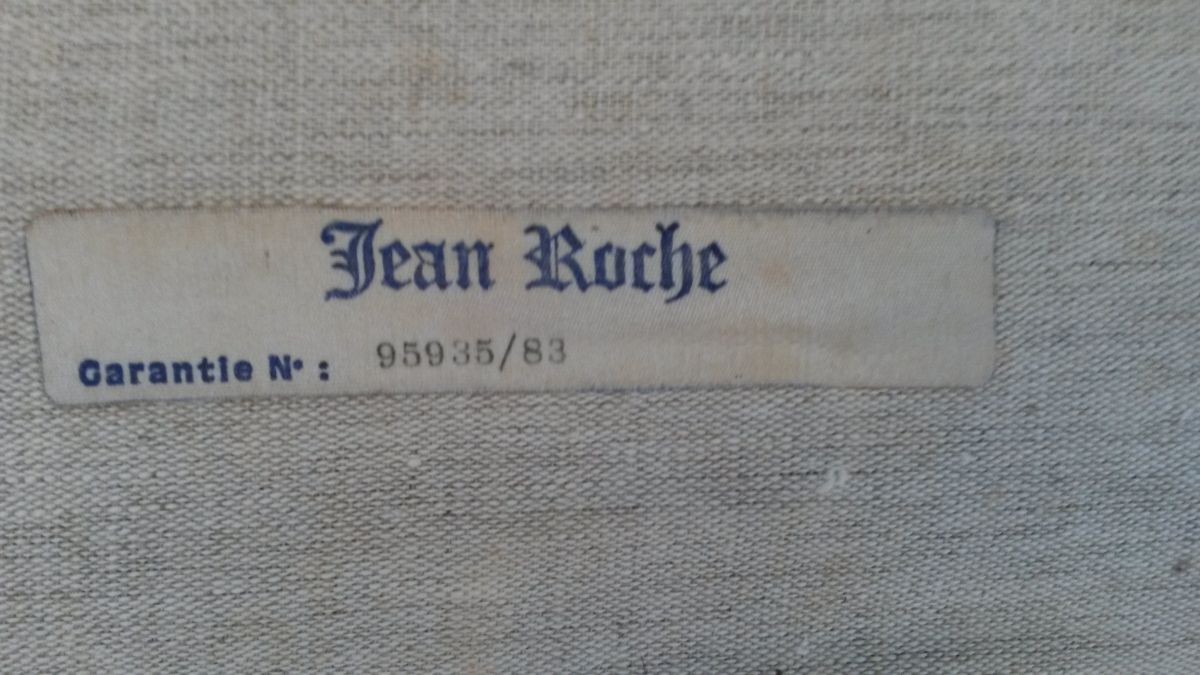 Jean Roche
Garantie N° : 95935/83